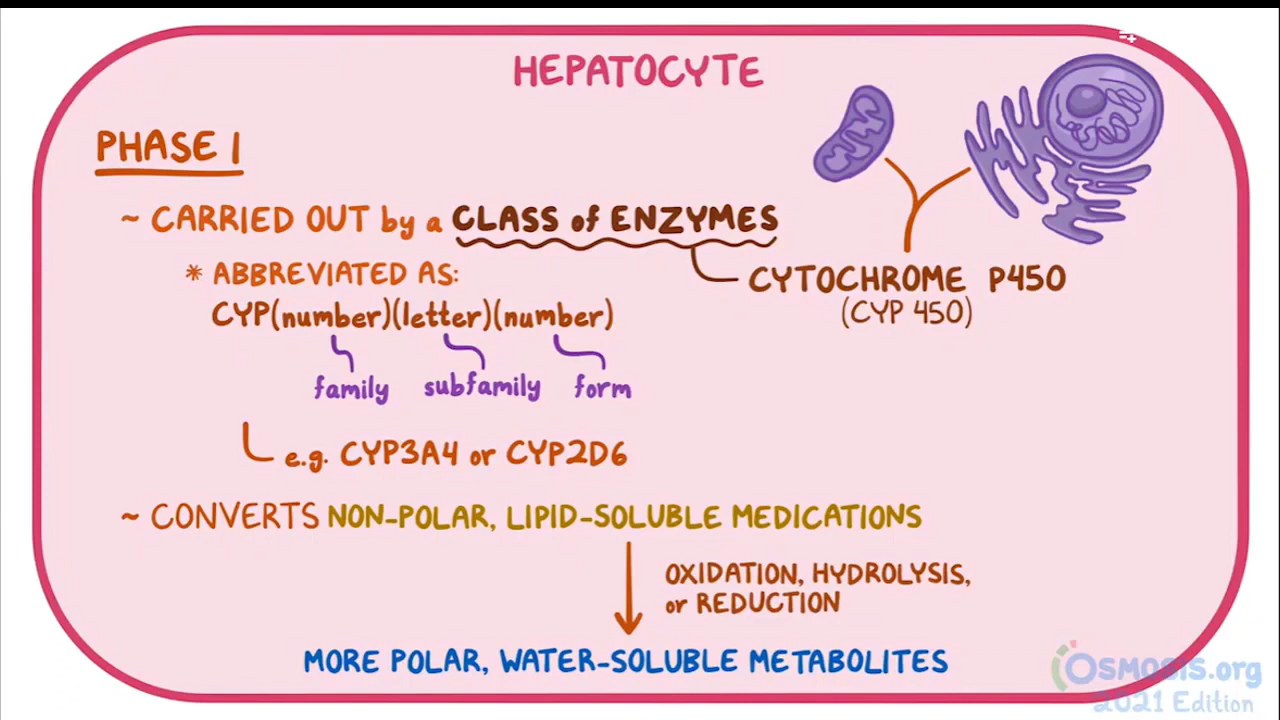 HEPATOCYTE
PHASE I
~ CARRIED OUT by a CLASS of ENZYMES
CYTOCHROME P450
(CYP 450)
* ABBREVIATED AS:
CYP(number)(letter)(number)
family subfamily form
e.g. CYP3A4 or CYP2D6
~ CONVERTS NON-POLAR, LIPID-SOLUBLE MEDICATIONS
OXIDATION, HYDROLYSIS,
or REDUCTION
MORE POLAR, WATER-SOLUBLE METABOLITES
OSMOSIS.org
2021 Edition